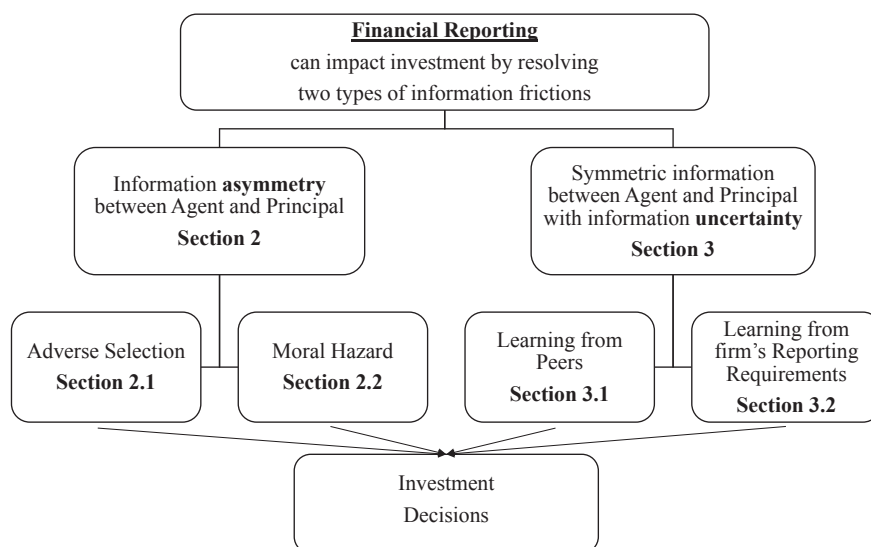 Financial Reporting
can impact investment by resolving
two types of information frictions
Information asymmetry
between Agent and Principal
Section 2
Symmetric information
between Agent and Principal
with information uncertainty
Section 3
Adverse Selection
Section 2.1
Moral Hazard
Section 2.2
Learning from
Peers
Section 3.1
Learning from
firm's Reporting
Requirements
Section 3.2
Investment
Decisions